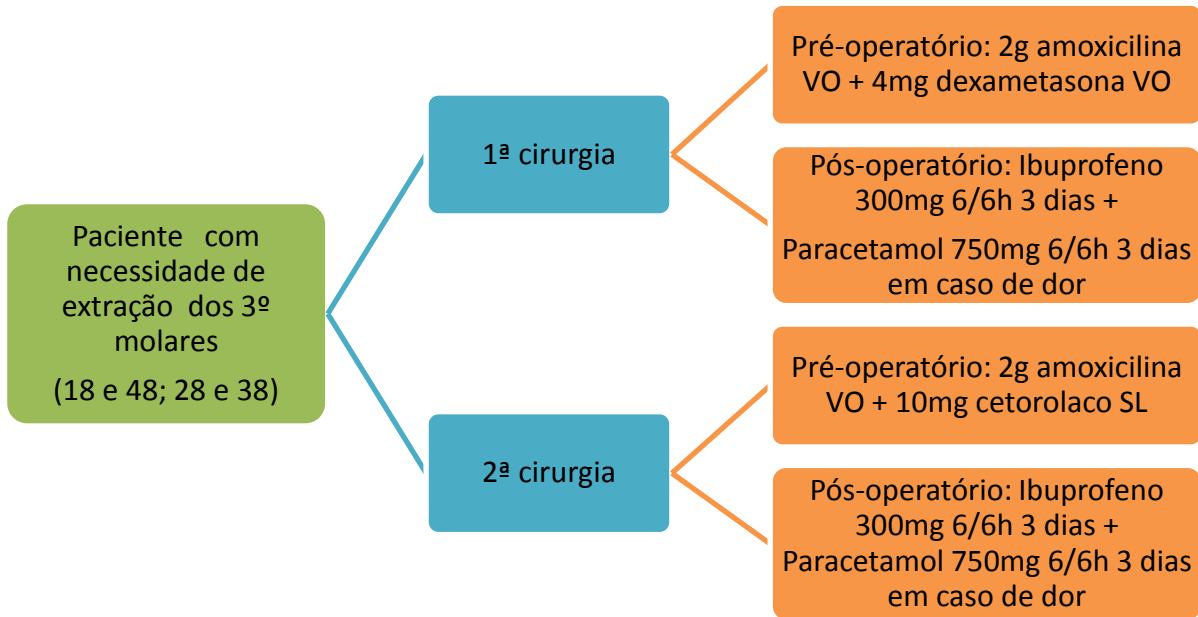 Paciente com
necessidade de
extração dos 3º
molares
(18 e 48; 28 e 38)
1ª cirurgia
Pré-operatório: 2g amoxicilina
VO + 4mg dexametasona VO
Pós-operatório: Ibuprofeno
300mg 6/6h 3 dias +
Paracetamol 750mg 6/6h 3 dias
em caso de dor
2ª cirurgia
Pré-operatório: 2g amoxicilina
VO + 10mg cetorolaco SL
Pós-operatório: Ibuprofeno
300mg 6/6h 3 dias +
Paracetamol 750mg 6/6h 3 dias
em caso de dor